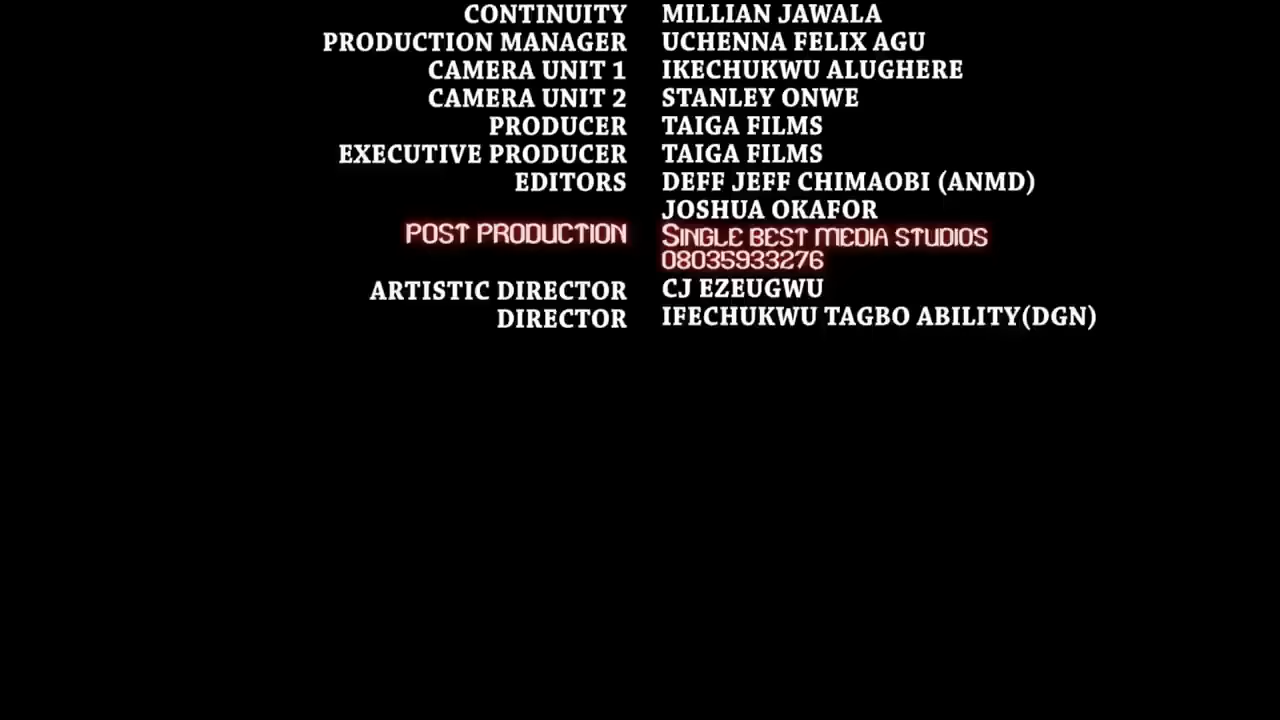 CONTINUITY MILLIAN JAWALA
PRODUCTION MANAGER UCHENNA FELIX AGU
CAMERA UNIT 1 IKECHUKWU ALUGHERE
CAMERA UNIT 2 STANLEY ONWE
PRODUCER TAIGA FILMS
EXECUTIVE PRODUCER TAIGA FILMS
EDITORS DEFF JEFF CHIMAOBI (ANMD)
JOSHUA OKAFOR
POST PRODUCTION SINGLE BEST MEDIA STUDIOS
08035933276
ARTISTIC DIRECTOR CJ EZEUGWU
DIRECTOR IFECHUKWU TAGBO ABILITY(DGN)